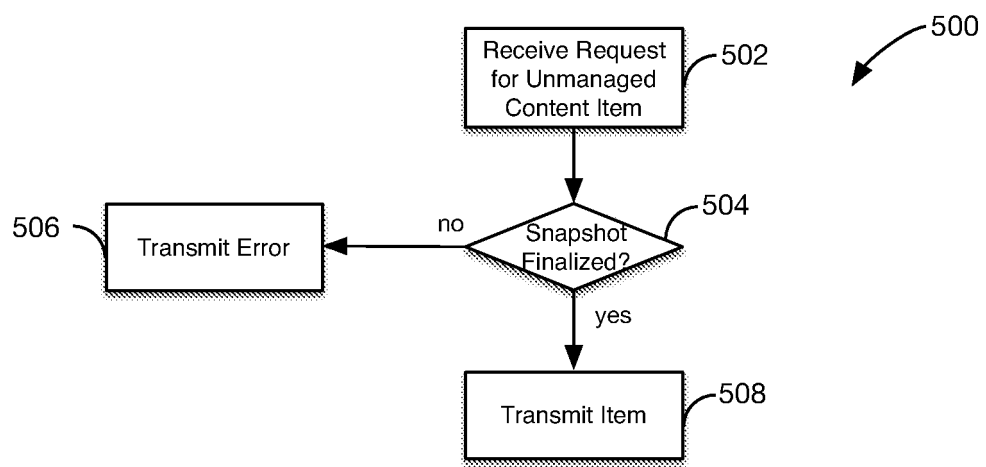 500
Receive Request
for Unmanaged
Content Item
502
504
Snapshot
Finalized?
no
506
Transmit Error
yes
Transmit Item
508